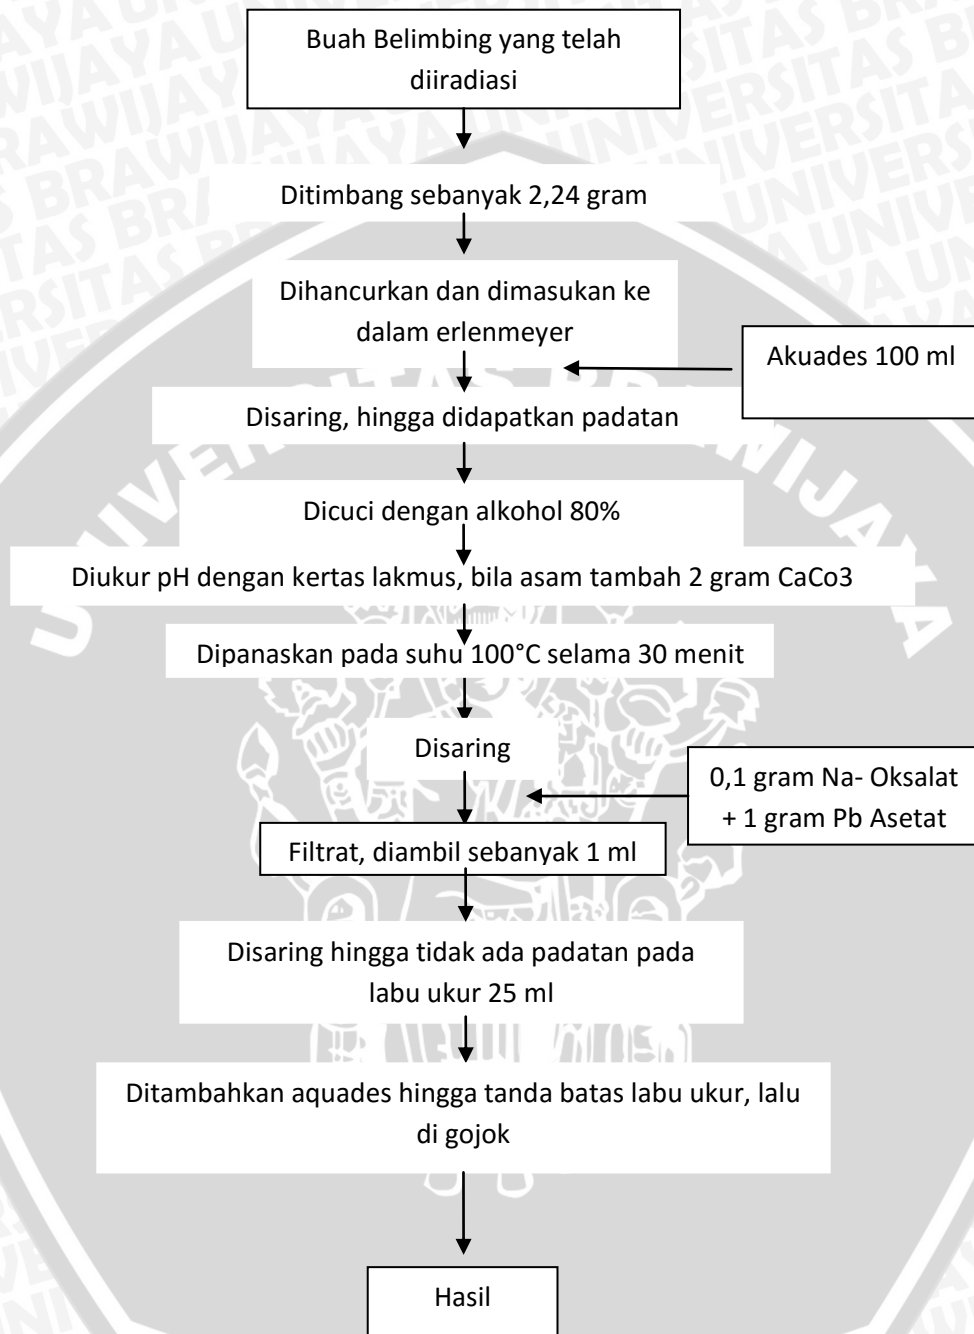 Buah Belimbing yang telah
diiradiasi
Ditimbang sebanyak 2,24 gram
Dihancurkan dan dimasukan ke
dalam erlenmeyer
Akuades 100 ml
Disaring, hingga didapatkan padatan
Dicuci dengan alkohol 80%
Diukur pH dengan kertas lakmus, bila asam tambah 2 gram CaCo3
Dipanaskan pada suhu 100°C selama 30 menit
Disaring
0,1 gram Na- Oksalat
+ 1 gram Pb Asetat
Filtrat, diambil sebanyak 1 ml
Disaring hingga tidak ada padatan pada
labu ukur 25 ml
Ditambahkan aquades hingga tanda batas labu ukur, lalu
di gojok
Hasil
UNIVERSITAS BRAWIJAYA